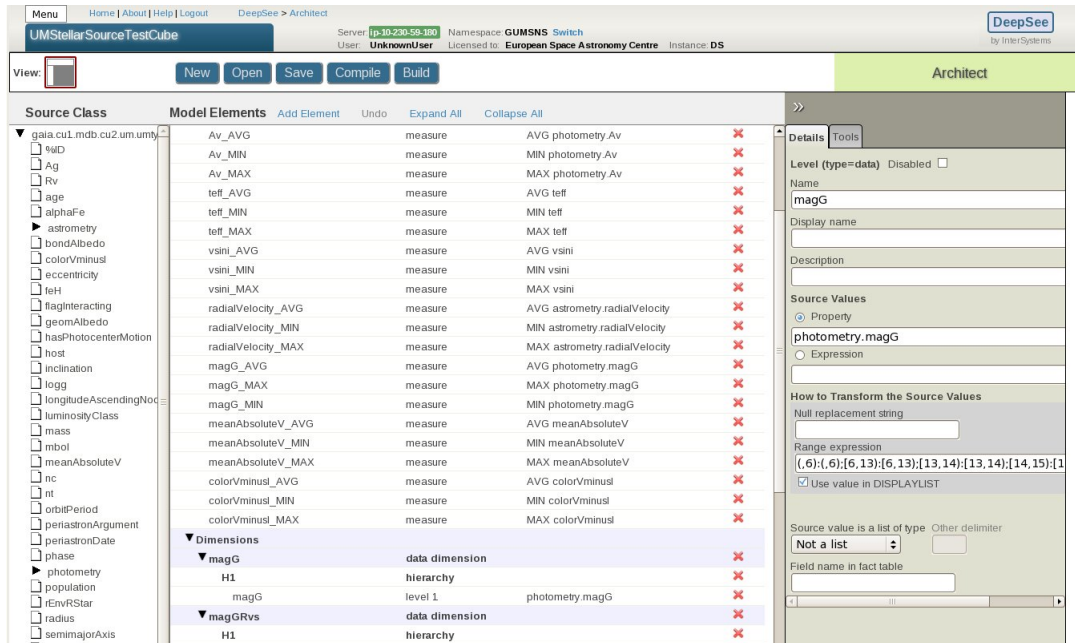 Menu Home | About | Help | Logout DeepSee > Architect
UMStellarSourceTestCube
Server: ip-10-230-59-180 Namespace: GUMSNS Switch
User: UnknownUser Licensed to: European Space Astronomy Centre Instance: DS
DeepSee
by InterSystems
View: New Open Save Compile Build Architect
Source Class
gaia.cu1.mdb.cu2.um.umty
%ID
Ag
Rv
age
alphaFe
astrometry
bondAlbedo
colorVminusI
eccentricity
feH
flagInteracting
geomAlbedo
hasPhotocenterMotion
host
inclination
logg
longitudeAscendingNod
luminosityClass
mass
mbol
meanAbsoluteV
nc
nt
orbitPeriod
periastronArgument
periastronDate
phase
photometry
population
rEnvRStar
radius
semimajorAxis
Model Elements Add Element Undo Expand All Collapse All
Av_AVG measure AVG photometry.Av
Av_MIN measure MIN photometry.Av
Av_MAX measure MAX photometry.Av
teff_AVG measure AVG teff
teff_MIN measure MIN teff
teff_MAX measure MAX teff
vsini_AVG measure AVG vsini
vsini_MIN measure MIN vsini
vsini_MAX measure MAX vsini
radialVelocity_AVG measure AVG astrometry.radialVelocity
radialVelocity_MIN measure MIN astrometry.radialVelocity
radialVelocity_MAX measure MAX astrometry.radialVelocity
magG_AVG measure AVG photometry.magG
magG_MAX measure MAX photometry.magG
magG_MIN measure MIN photometry.magG
meanAbsoluteV_AVG measure AVG meanAbsoluteV
meanAbsoluteV_MIN measure MIN meanAbsoluteV
meanAbsoluteV_MAX measure MAX meanAbsoluteV
colorVminusI_AVG measure AVG colorVminusI
colorVminusI_MIN measure MIN colorVminusI
colorVminusI_MAX measure MAX colorVminusI
Dimensions
magG data dimension
H1 hierarchy
magG level 1 photometry.magG
magGRvs data dimension
H1 hierarchy
»
Details Tools
Level (type=data) Disabled
Name
magG
Display name
Description
Source Values
Property
photometry.magG
Expression
How to Transform the Source Values
Null replacement string
Range expression
(,6):(,6);[6,13):[6,13);[13,14):[13,14);[14,15):[1
Use value in DISPLAYLIST
Source value is a list of type Other delimiter
Not a list
Field name in fact table